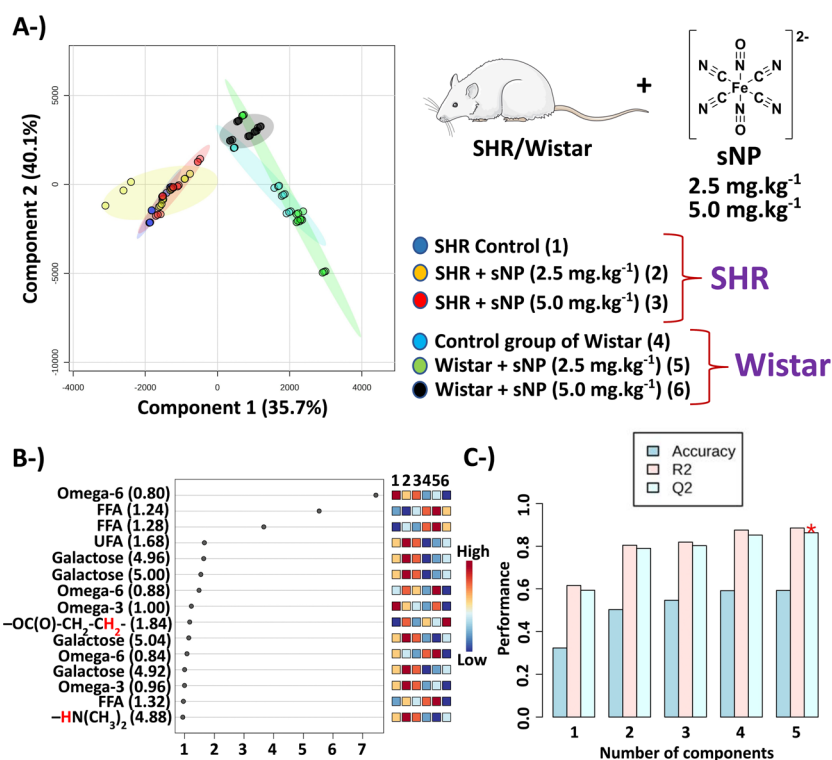 A-)
Component 2 (40.1%)
5000
0
-5000
-10000
-4000 -2000 0 2000 4000
Component 1 (35.7%)
SHR/Wistar
+
2-
O
N
N C C N
Fe
N C C N
N
O
sNP
2.5 mg.kg⁻¹
5.0 mg.kg⁻¹
SHR Control (1)
SHR + sNP (2.5 mg.kg⁻¹) (2)
SHR + sNP (5.0 mg.kg⁻¹) (3)
SHR
Control group of Wistar (4)
Wistar + sNP (2.5 mg.kg⁻¹) (5)
Wistar + sNP (5.0 mg.kg⁻¹) (6)
Wistar
B-)
1 2 3 4 5 6
Omega-6 (0.80)
FFA (1.24)
FFA (1.28)
UFA (1.68)
Galactose (4.96)
Galactose (5.00)
Omega-6 (0.88)
Omega-3 (1.00)
–OC(O)-CH₂-CH₂- (1.84)
Galactose (5.04)
Omega-6 (0.84)
Galactose (4.92)
Omega-3 (0.96)
FFA (1.32)
–HN(CH₃)₂ (4.88)
1 2 3 4 5 6 7
High
Low
C-)
Accuracy
R2
Q2
Performance
1.0
0.8
0.6
0.4
0.2
0.0
*
1 2 3 4 5
Number of components